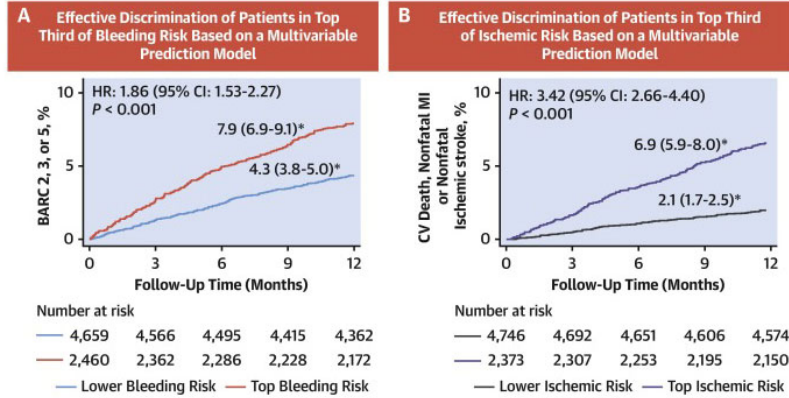 A
Effective Discrimination of Patients in Top
Third of Bleeding Risk Based on a Multivariable
Prediction Model
10
5
0
BARC 2, 3, or 5, %
HR: 1.86 (95% CI: 1.53-2.27)
P < 0.001
7.9 (6.9-9.1)*
4.3 (3.8-5.0)*
0 3 6 9 12
Follow-Up Time (Months)
Number at risk
4,659 4,566 4,495 4,415 4,362
2,460 2,362 2,286 2,228 2,172
Lower Bleeding Risk Top Bleeding Risk
B
Effective Discrimination of Patients in Top Third
of Ischemic Risk Based on a Multivariable
Prediction Model
10
5
0
CV Death, Nonfatal MI
or Nonfatal
Ischemic stroke, %
HR: 3.42 (95% CI: 2.66-4.40)
P < 0.001
6.9 (5.9-8.0)*
2.1 (1.7-2.5)*
0 3 6 9 12
Follow-Up Time (Months)
Number at risk
4,746 4,692 4,651 4,606 4,574
2,373 2,307 2,253 2,195 2,150
Lower Ischemic Risk Top Ischemic Risk